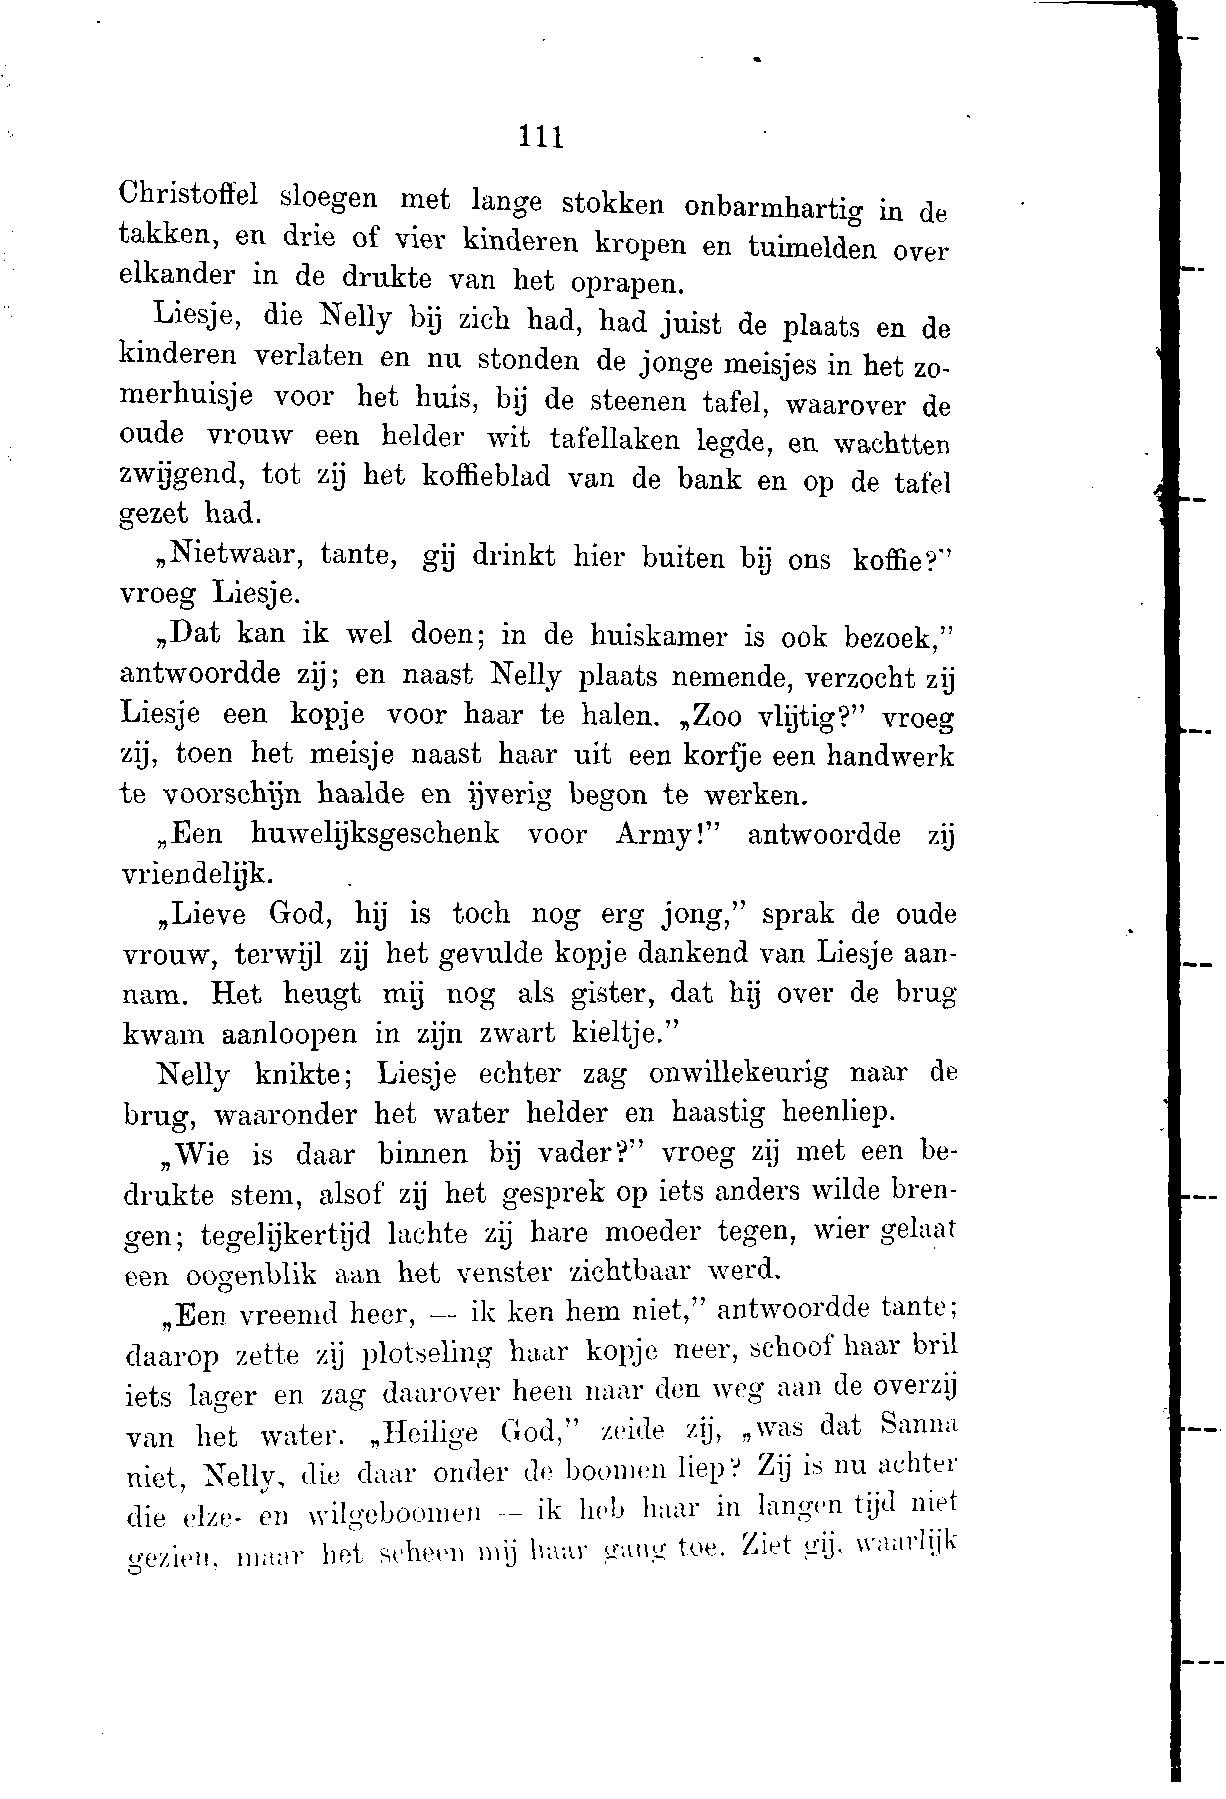 111
Christoffel sloegen met lange stokken onbarmhartig in de
takken, en drie of vier kinderen kropen en tuimelden over
elkander in de drukte van het oprapen.
Liesje, die Nelly bij zich had, had juist de plaats en de
kinderen verlaten en nu stonden de jonge meisjes in het zo-
merhuisje voor het huis, bij de steenen tafel, waarover de
oude vrouw een helder wit tafellaken legde, en wachtten
zwijgend, tot zij het koffieblad van de bank en op de tafel
gezet had.
„Nietwaar, tante, gij drinkt hier buiten bij ons koffie?”
vroeg Liesje.
„Dat kan ik wel doen; in de huiskamer is ook bezoek,”
antwoordde zij; en naast Nelly plaats nemende, verzocht zij
Liesje een kopje voor haar te halen. „Zoo vlijtig?” vroeg
zij, toen het meisje naast haar uit een korfje een handwerk
te voorschijn haalde en ijverig begon te werken.
„Een huwelijksgeschenk voor Army!” antwoordde zij
vriendelijk.
„Lieve God, hij is toch nog erg jong,” sprak de oude
vrouw, terwijl zij het gevulde kopje dankend van Liesje aan-
nam. Het heugt mij nog als gister, dat hij over de brug
kwam aanloopen in zijn zwart kieltje.”
Nelly knikte; Liesje echter zag onwillekeurig naar de
brug, waaronder het water helder en haastig heenliep.
„Wie is daar binnen bij vader?” vroeg zij met een be-
drukte stem, alsof zij het gesprek op iets anders wilde bren-
gen; tegelijkertijd lachte zij hare moeder tegen, wier gelaat
een oogenblik aan het venster zichtbaar werd.
„Een vreemd heer, — ik ken hem niet,” antwoordde tante;
daarop zette zij plotseling haar kopje neer, schoof haar bril
iets lager en zag daarover heen naar den weg aan de overzij
van het water. „Heilige God,” zeide zij, „was dat Sanna
niet, Nelly, die daar onder de boomen liep? Zij is nu achter
die elze- en wilgeboomen — ik heb haar in langen tijd niet
gezien, maar het scheen mij haar gang toe. Ziet gij, waarlijk